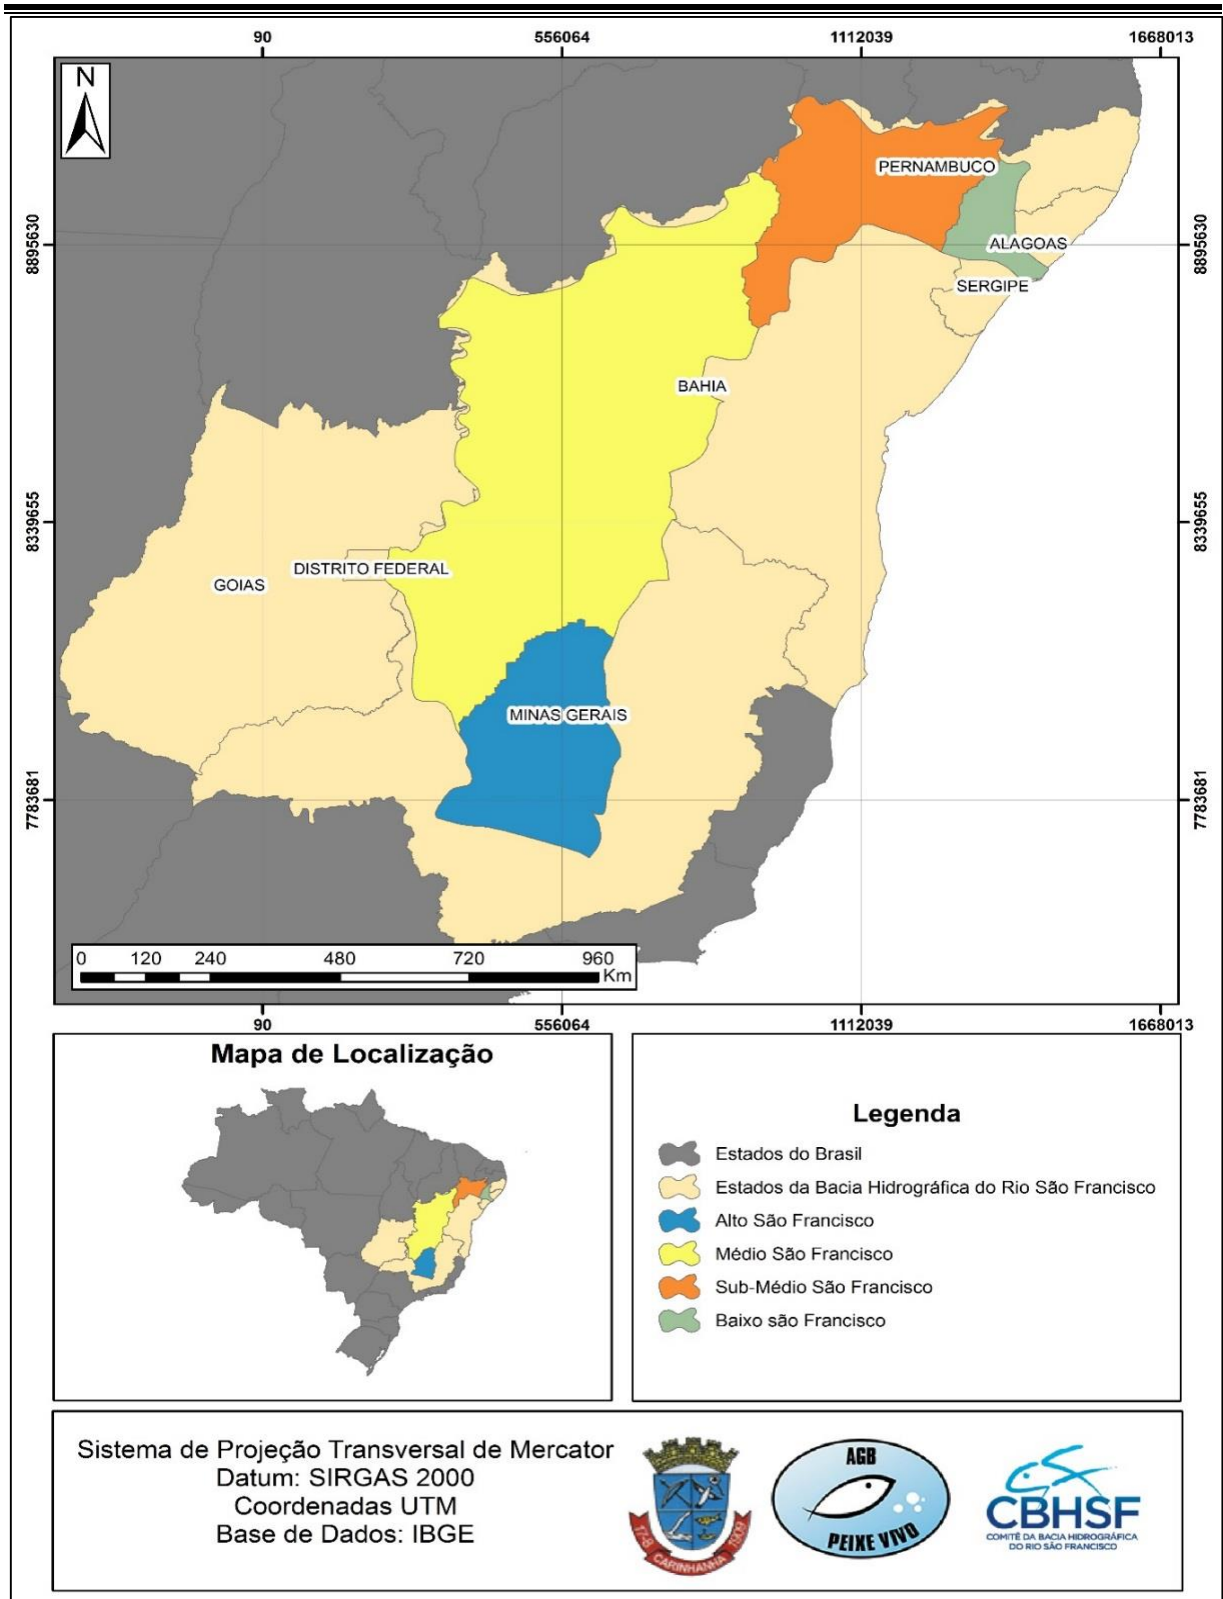 90 556064 1112039 1668013
N
PERNAMBUCO
8895630 8895630
ALAGOAS
SERGIPE
BAHIA
8339655 8339655
DISTRITO FEDERAL
GOIAS
MINAS GERAIS
7783681 7783681
0 120 240 480 720 960
Km
90 556064 1112039 1668013
Mapa de Localização
Legenda
Estados do Brasil
Estados da Bacia Hidrográfica do Rio São Francisco
Alto São Francisco
Médio São Francisco
Sub-Médio São Francisco
Baixo são Francisco
Sistema de Projeção Transversal de Mercator
Datum: SIRGAS 2000
Coordenadas UTM
Base de Dados: IBGE
CARINHANHA 1909
AGB
PEIXE VIVO
CBHSF
COMITÊ DA BACIA HIDROGRÁFICA
DO RIO SÃO FRANCISCO